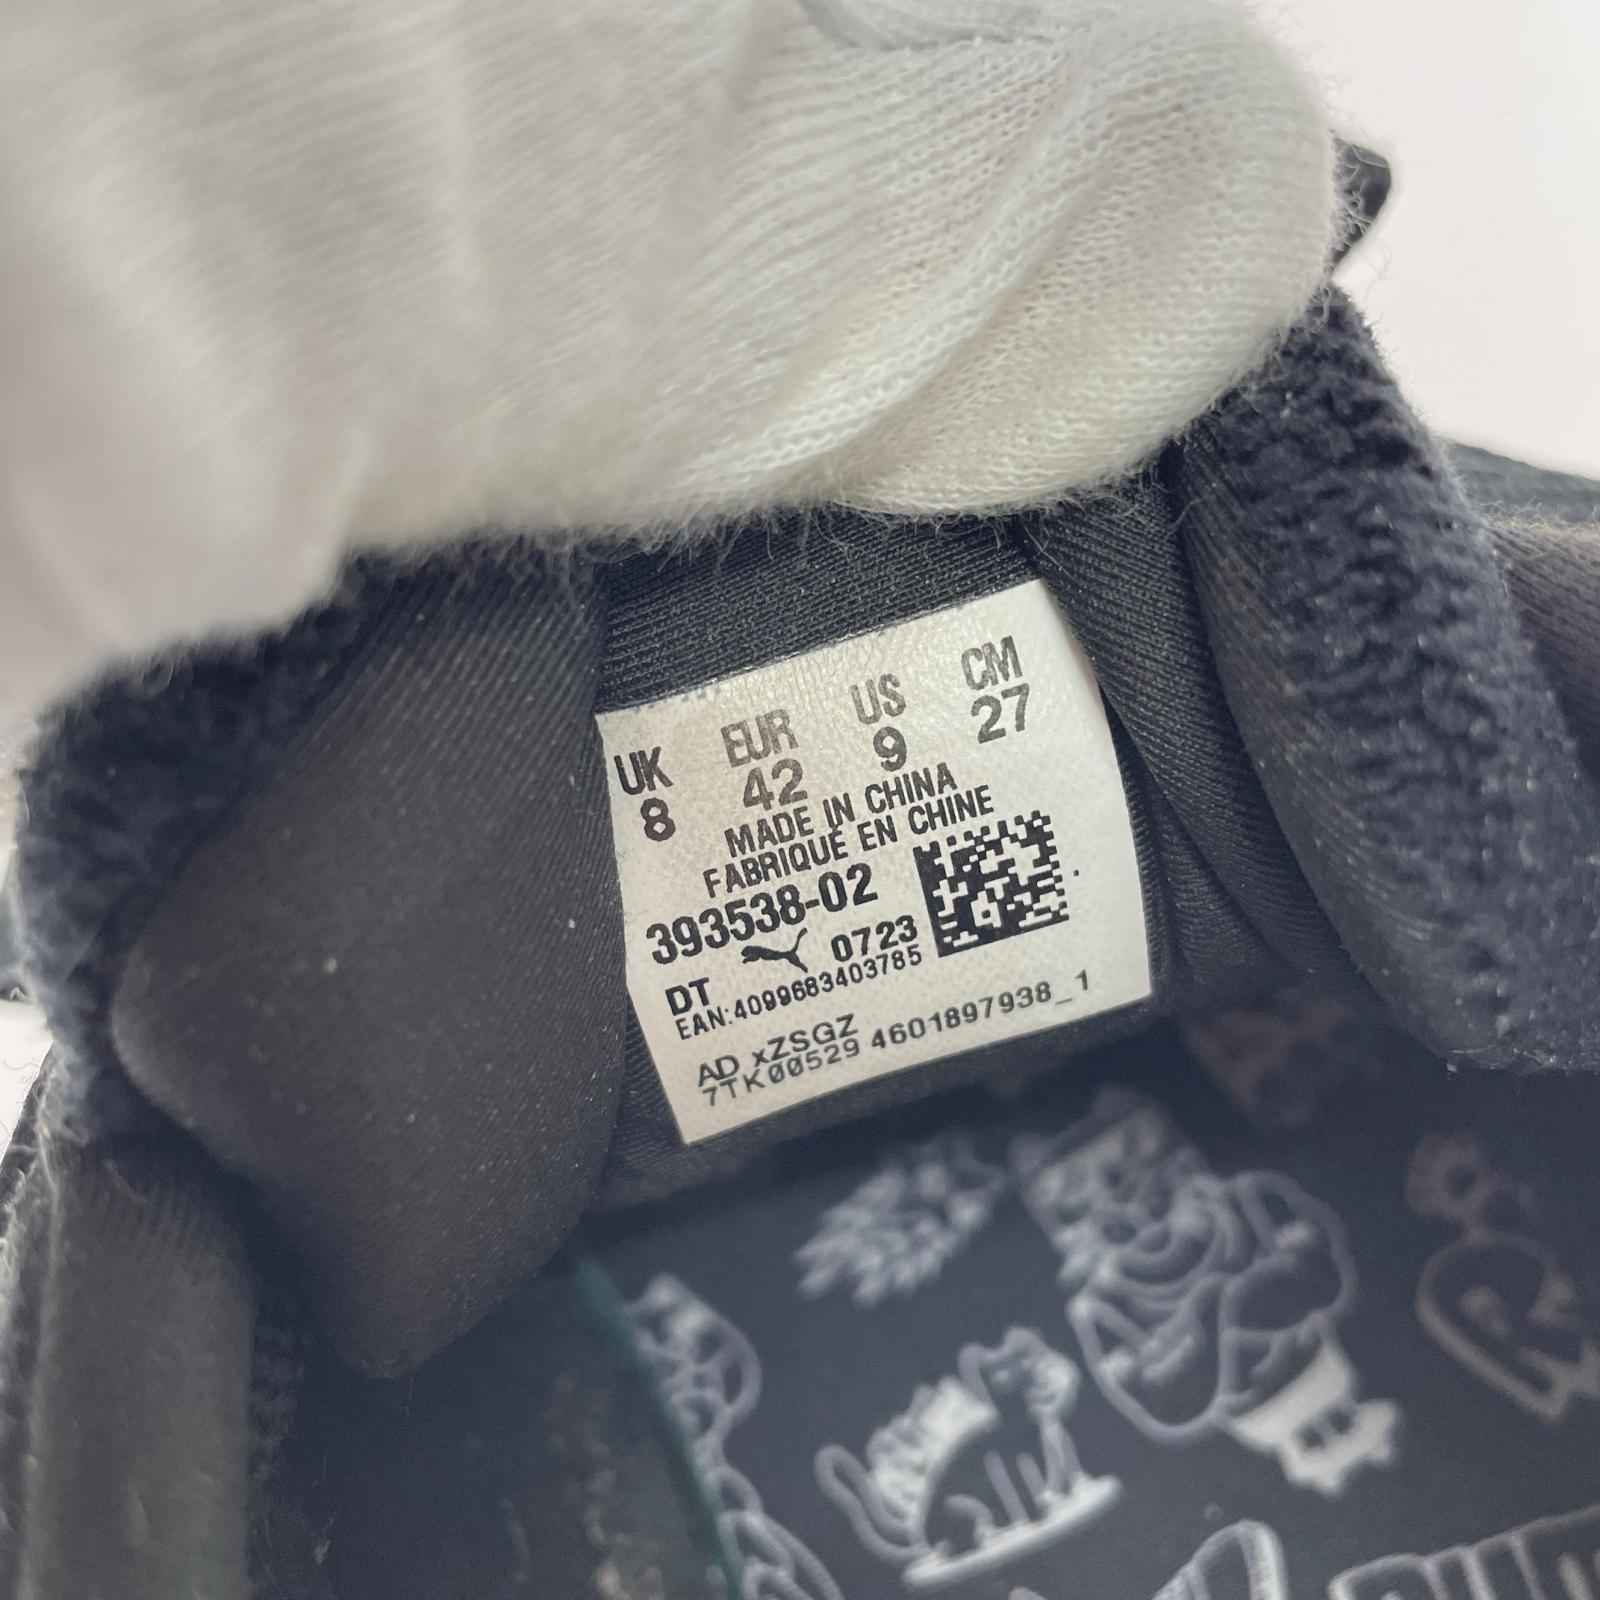 UK EUR US CM
8 42 9 27
MADE IN CHINA
FABRIQUÉ EN CHINE
393538-02
DT 0723
EAN:4099683403785
AD xZSGZ
7TK00529 4601897938_1